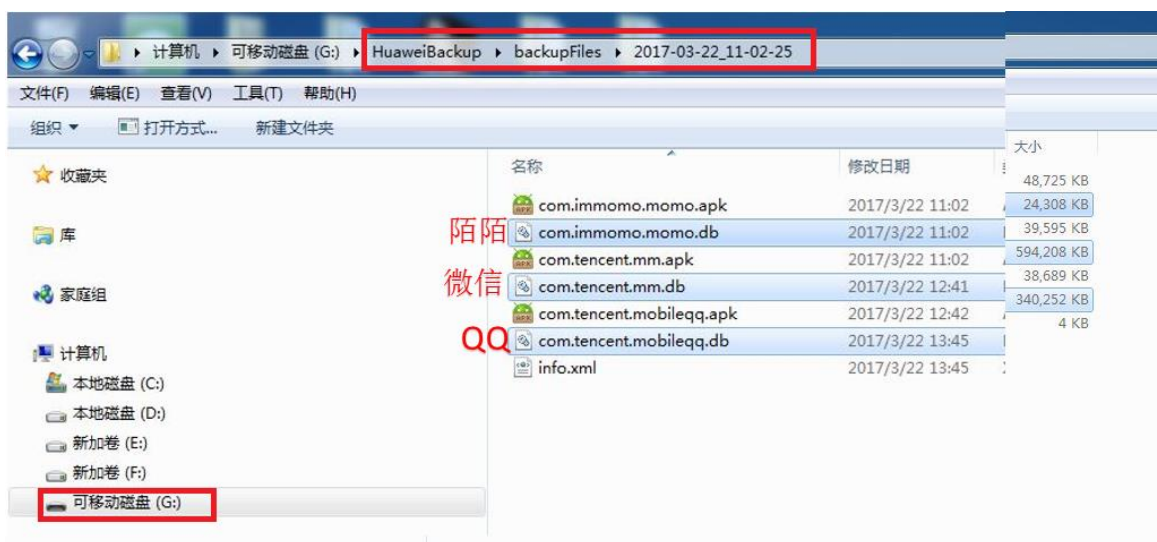 计算机 可移动磁盘 (G:) HuaweiBackup backupFiles 2017-03-22_11-02-25
文件(F) 编辑(E) 查看(V) 工具(T) 帮助(H)
组织 打开方式... 新建文件夹
收藏夹
库
家庭组
计算机
本地磁盘 (C:)
本地磁盘 (D:)
新加卷 (E:)
新加卷 (F:)
可移动磁盘 (G:)
名称 修改日期 大小
com.immomo.momo.apk 2017/3/22 11:02 48,725 KB
陌陌 com.immomo.momo.db 2017/3/22 11:02 24,308 KB
com.tencent.mm.apk 2017/3/22 11:02 39,595 KB
微信 com.tencent.mm.db 2017/3/22 12:41 594,208 KB
com.tencent.mobileqq.apk 2017/3/22 12:42 38,689 KB
QQ com.tencent.mobileqq.db 2017/3/22 13:45 340,252 KB
info.xml 2017/3/22 13:45 4 KB